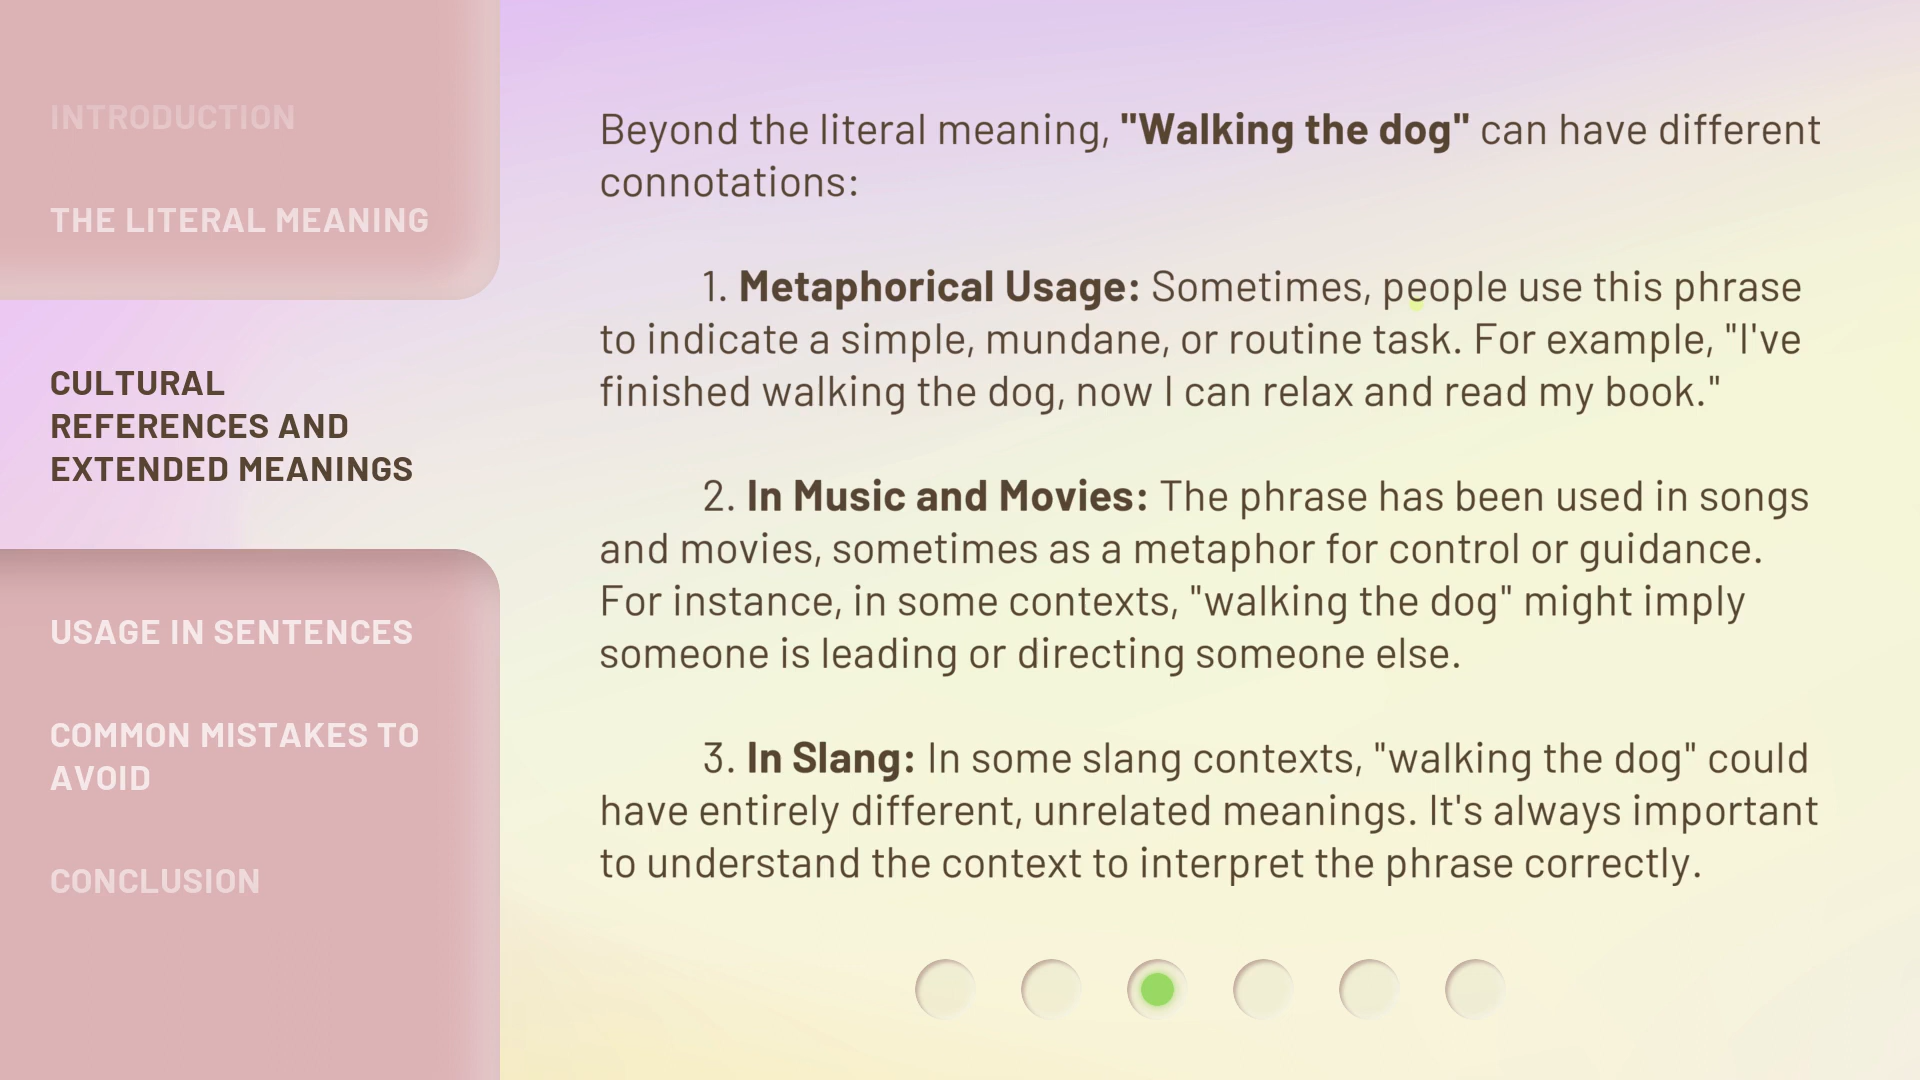 INTRODUCTION
THE LITERAL MEANING
CULTURAL
REFERENCES AND
EXTENDED MEANINGS
USAGE IN SENTENCES
COMMON MISTAKES TO
AVOID
CONCLUSION
Beyond the literal meaning, "Walking the dog" can have different
connotations:
1. Metaphorical Usage: Sometimes, people use this phrase
to indicate a simple, mundane, or routine task. For example, "I've
finished walking the dog, now I can relax and read my book."
2. In Music and Movies: The phrase has been used in songs
and movies, sometimes as a metaphor for control or guidance.
For instance, in some contexts, "walking the dog" might imply
someone is leading or directing someone else.
3. In Slang: In some slang contexts, "walking the dog" could
have entirely different, unrelated meanings. It's always important
to understand the context to interpret the phrase correctly.